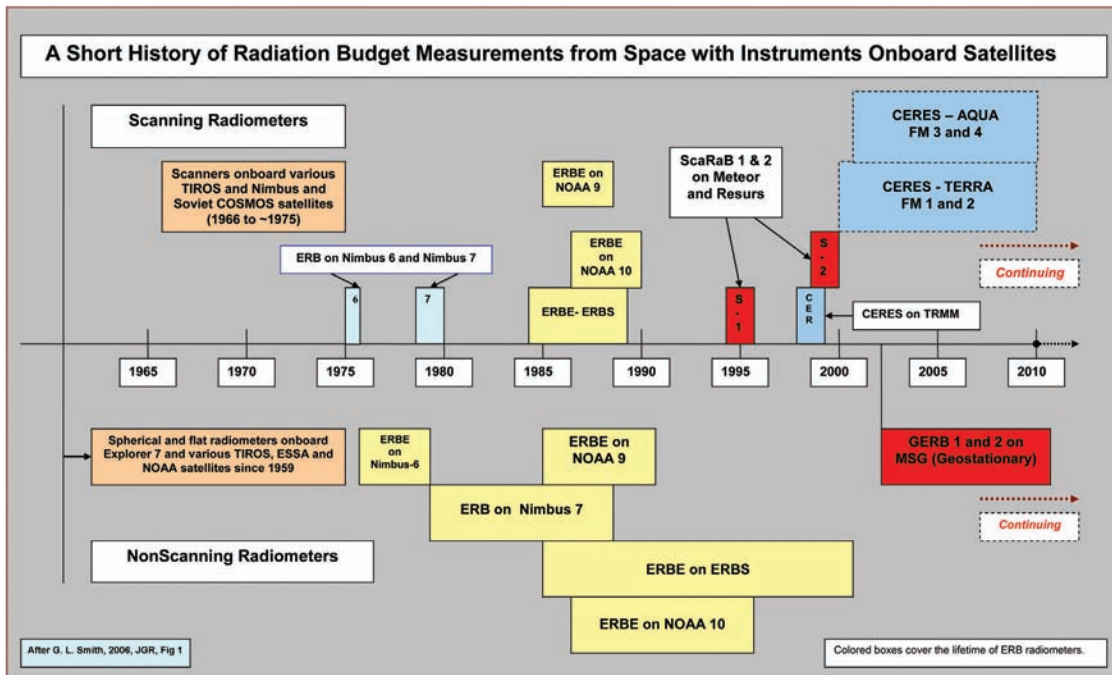 A Short History of Radiation Budget Measurements from Space with Instruments Onboard Satellites
Scanning Radiometers
Scanners onboard various
TIROS and Nimbus and
Soviet COSMOS satellites
(1966 to ~1975)
ERB on Nimbus 6 and Nimbus 7
6
7
ERBE on
NOAA 9
ERBE
on
NOAA 10
ERBE- ERBS
ScaRaB 1 & 2
on Meteor
and Resurs
S
-
1
S
-
2
C
E
R
CERES on TRMM
CERES – AQUA
FM 3 and 4
CERES - TERRA
FM 1 and 2
Continuing
1965
1970
1975
1980
1985
1990
1995
2000
2005
2010
Spherical and flat radiometers onboard
Explorer 7 and various TIROS, ESSA and
NOAA satellites since 1959
ERBE
on
Nimbus-6
ERBE on
NOAA 9
ERB on Nimbus 7
ERBE on ERBS
ERBE on NOAA 10
GERB 1 and 2 on
MSG (Geostationary)
Continuing
NonScanning Radiometers
After G. L. Smith, 2006, JGR, Fig 1
Colored boxes cover the lifetime of ERB radiometers.